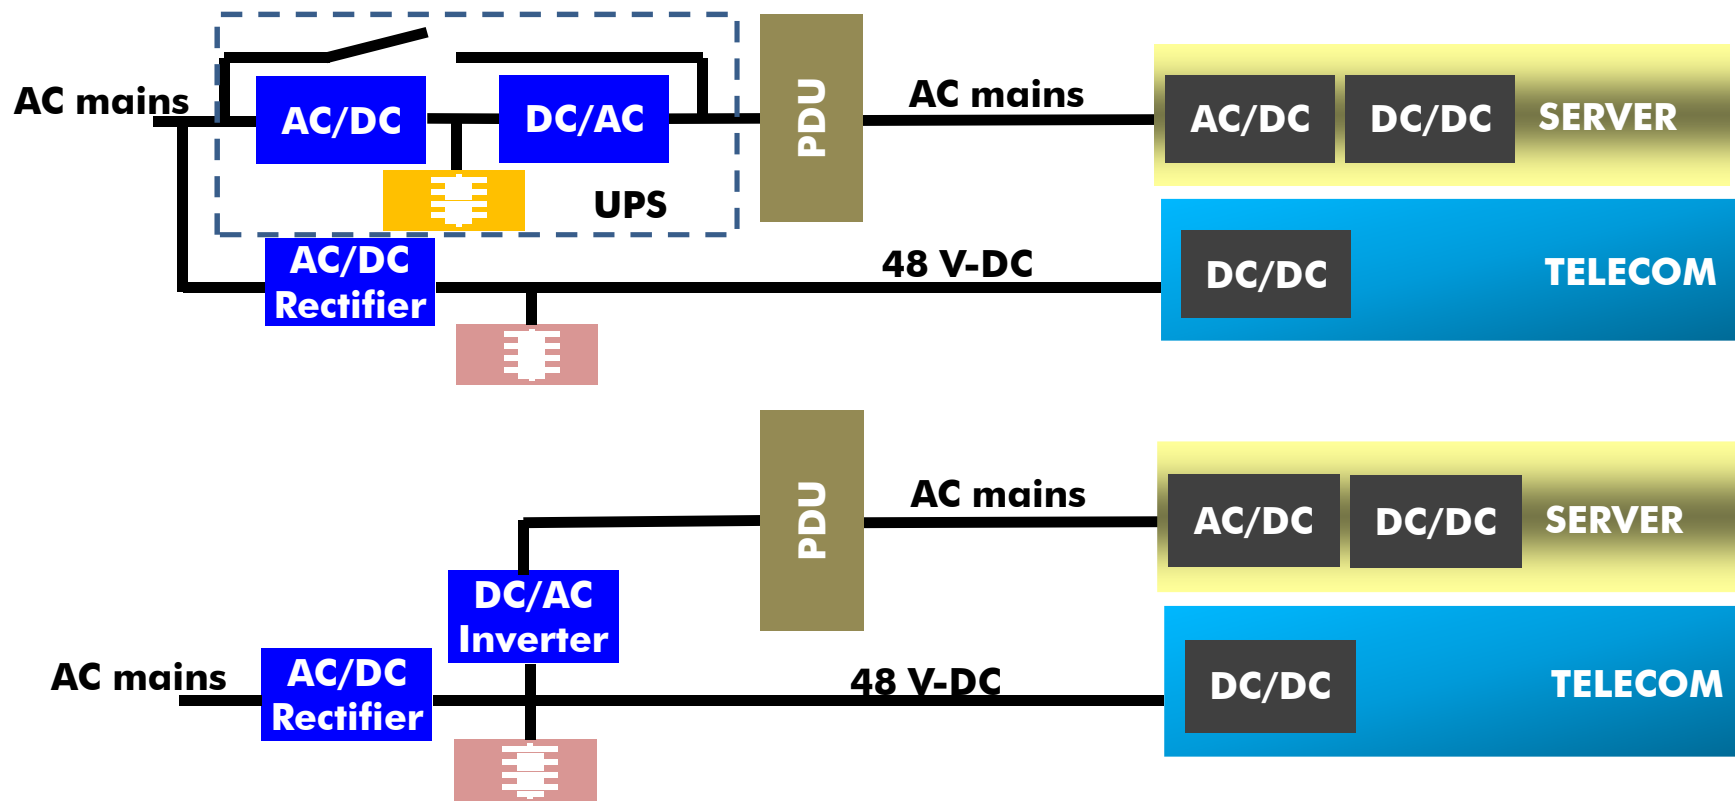 AC mains
AC/DC
DC/AC
PDU
AC mains
AC/DC
DC/DC
SERVER
UPS
AC/DC
Rectifier
48 V-DC
DC/DC
TELECOM
PDU
AC mains
AC/DC
DC/DC
SERVER
DC/AC
Inverter
AC mains
AC/DC
Rectifier
48 V-DC
DC/DC
TELECOM